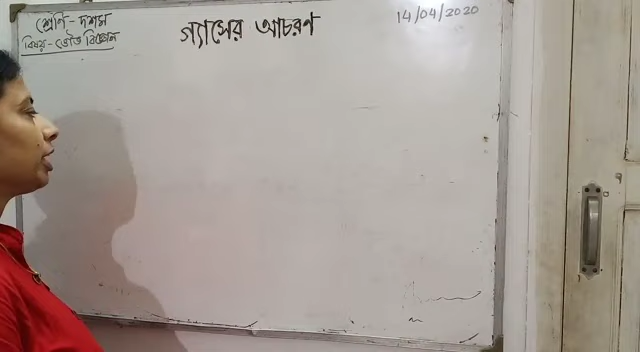 শ্রেণি - দশম
বিষয় - ভৌত বিজ্ঞান
গ্যাসের আচরণ
14/04/2020